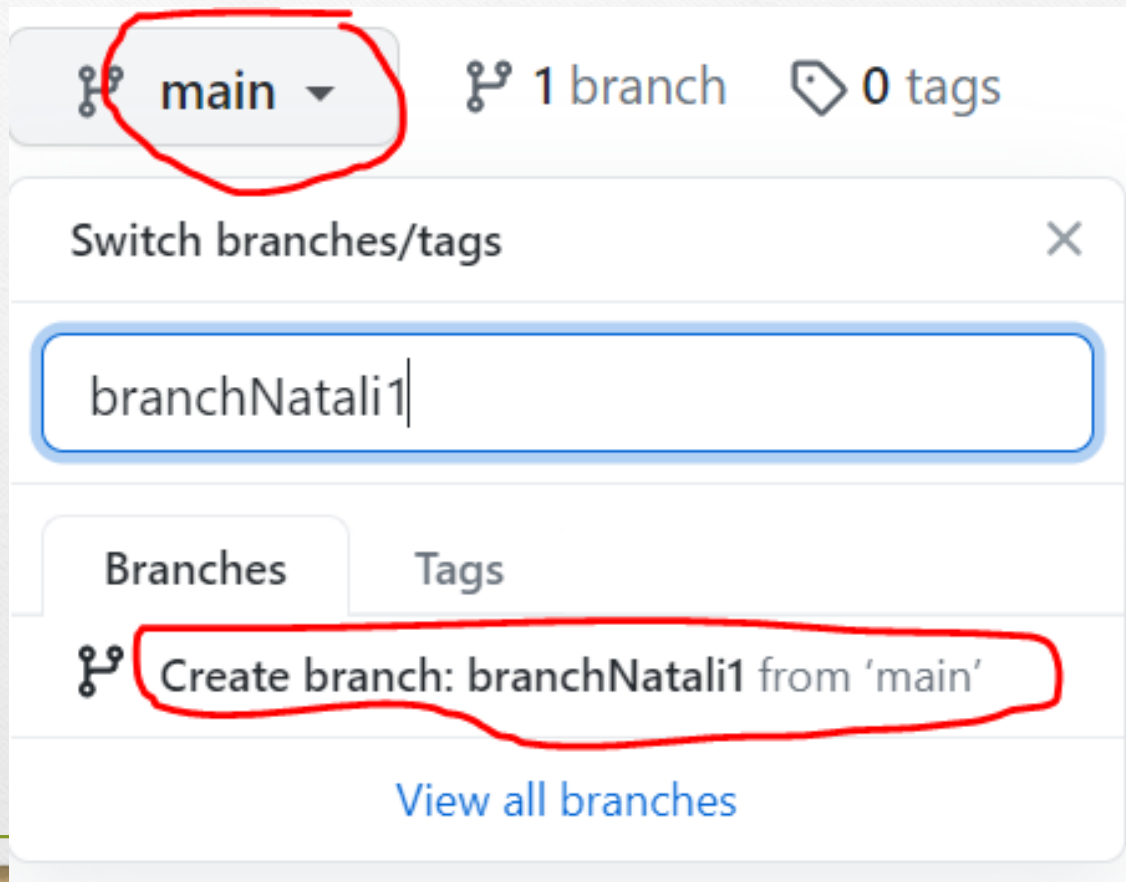 main 1 branch 0 tags
Switch branches/tags
branchNatali1
Branches Tags
Create branch: branchNatali1 from ‘main’
View all branches